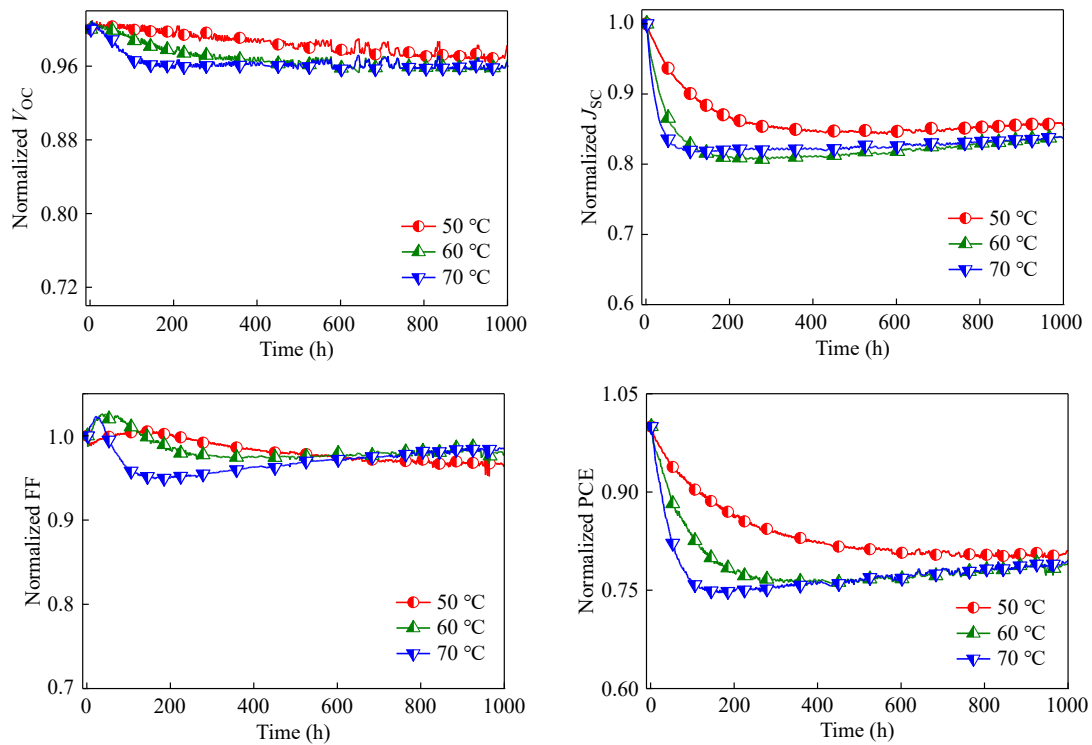 Normalized VOC
0.96
0.88
0.80
0.72
50 ℃
60 ℃
70 ℃
0 200 400 600 800 1000
Time (h)
Normalized JSC
1.0
0.9
0.8
0.7
0.6
50 ℃
60 ℃
70 ℃
0 200 400 600 800 1000
Time (h)
Normalized FF
1.0
0.9
0.8
0.7
50 ℃
60 ℃
70 ℃
0 200 400 600 800 1000
Time (h)
Normalized PCE
1.05
0.90
0.75
0.60
50 ℃
60 ℃
70 ℃
0 200 400 600 800 1000
Time (h)